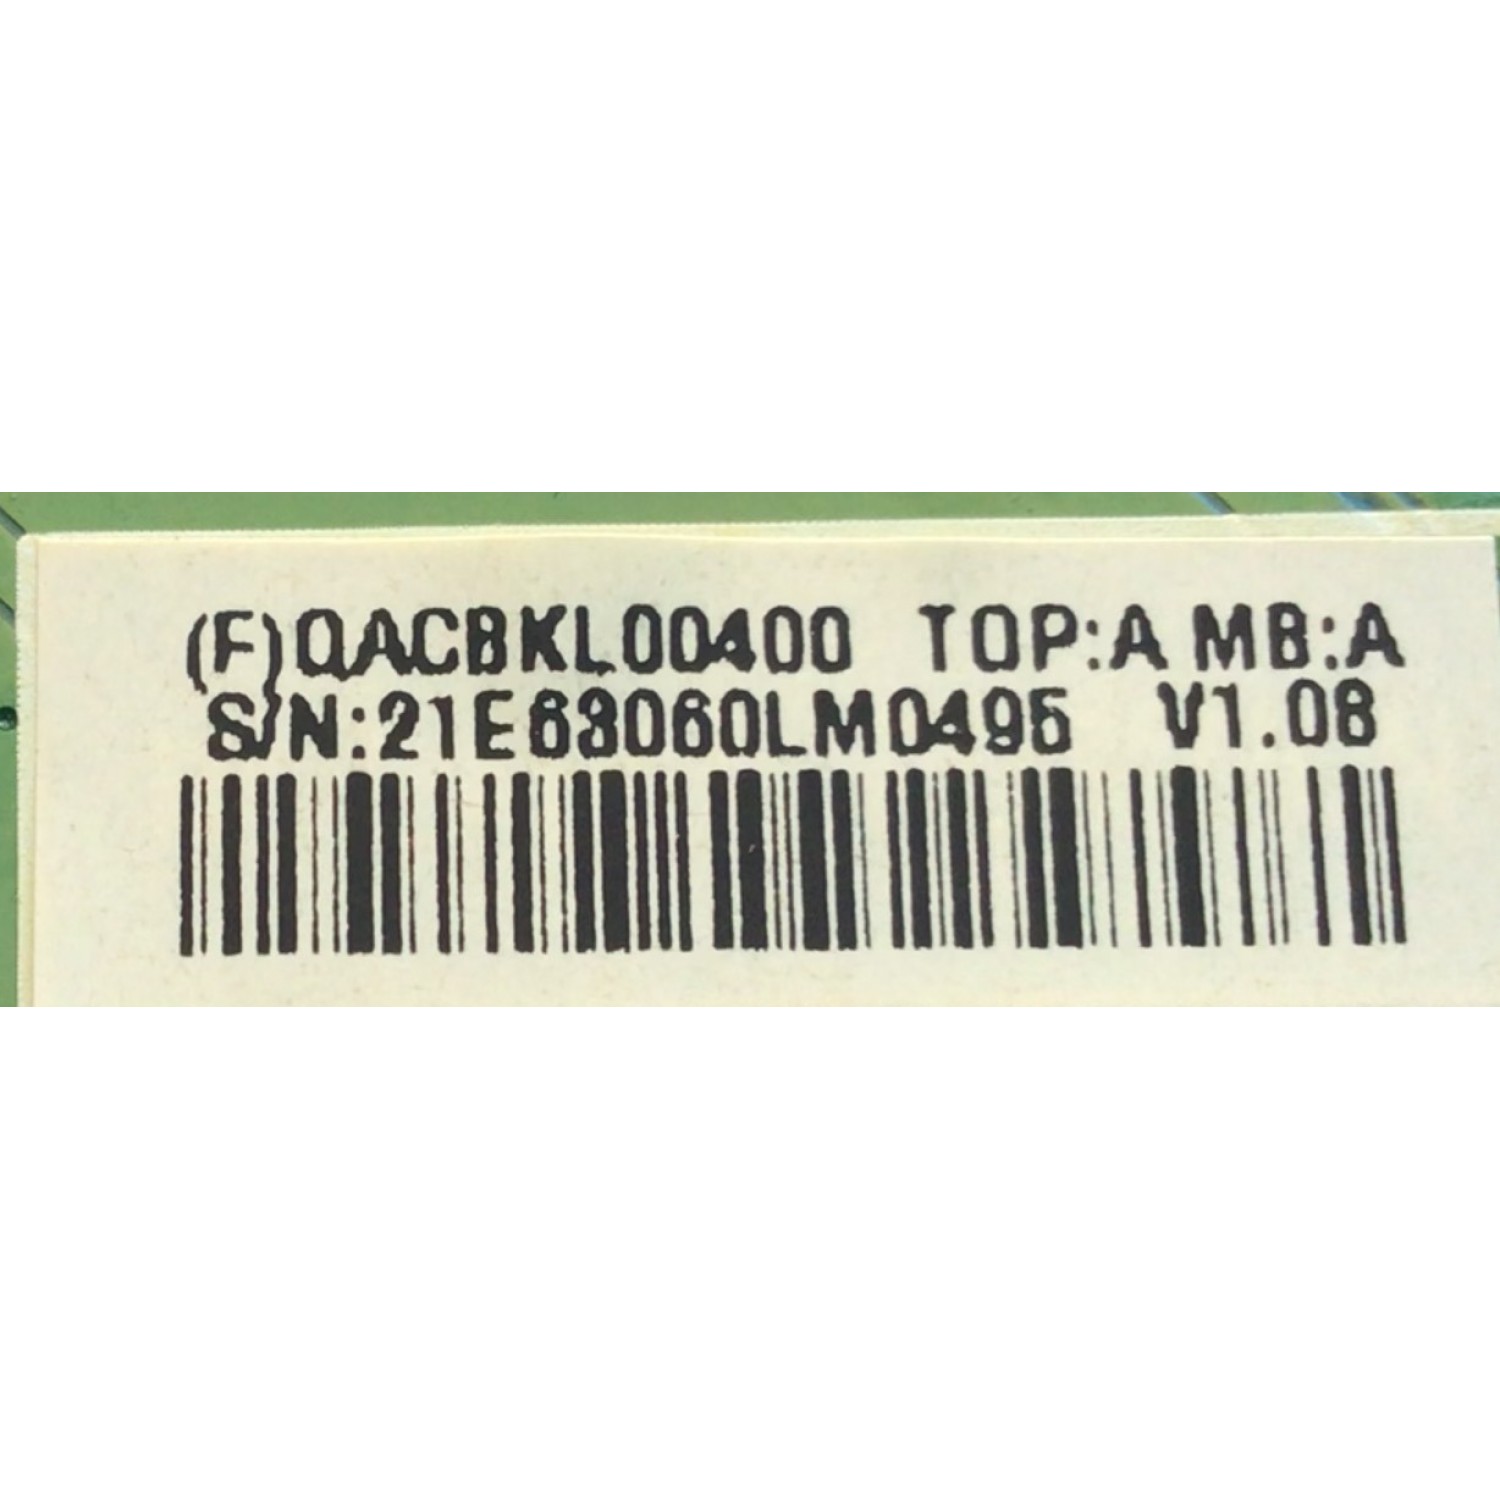 (F)QACBKL00400 TOP:A MB:A
S/N:21E63060LM0495 V1.08